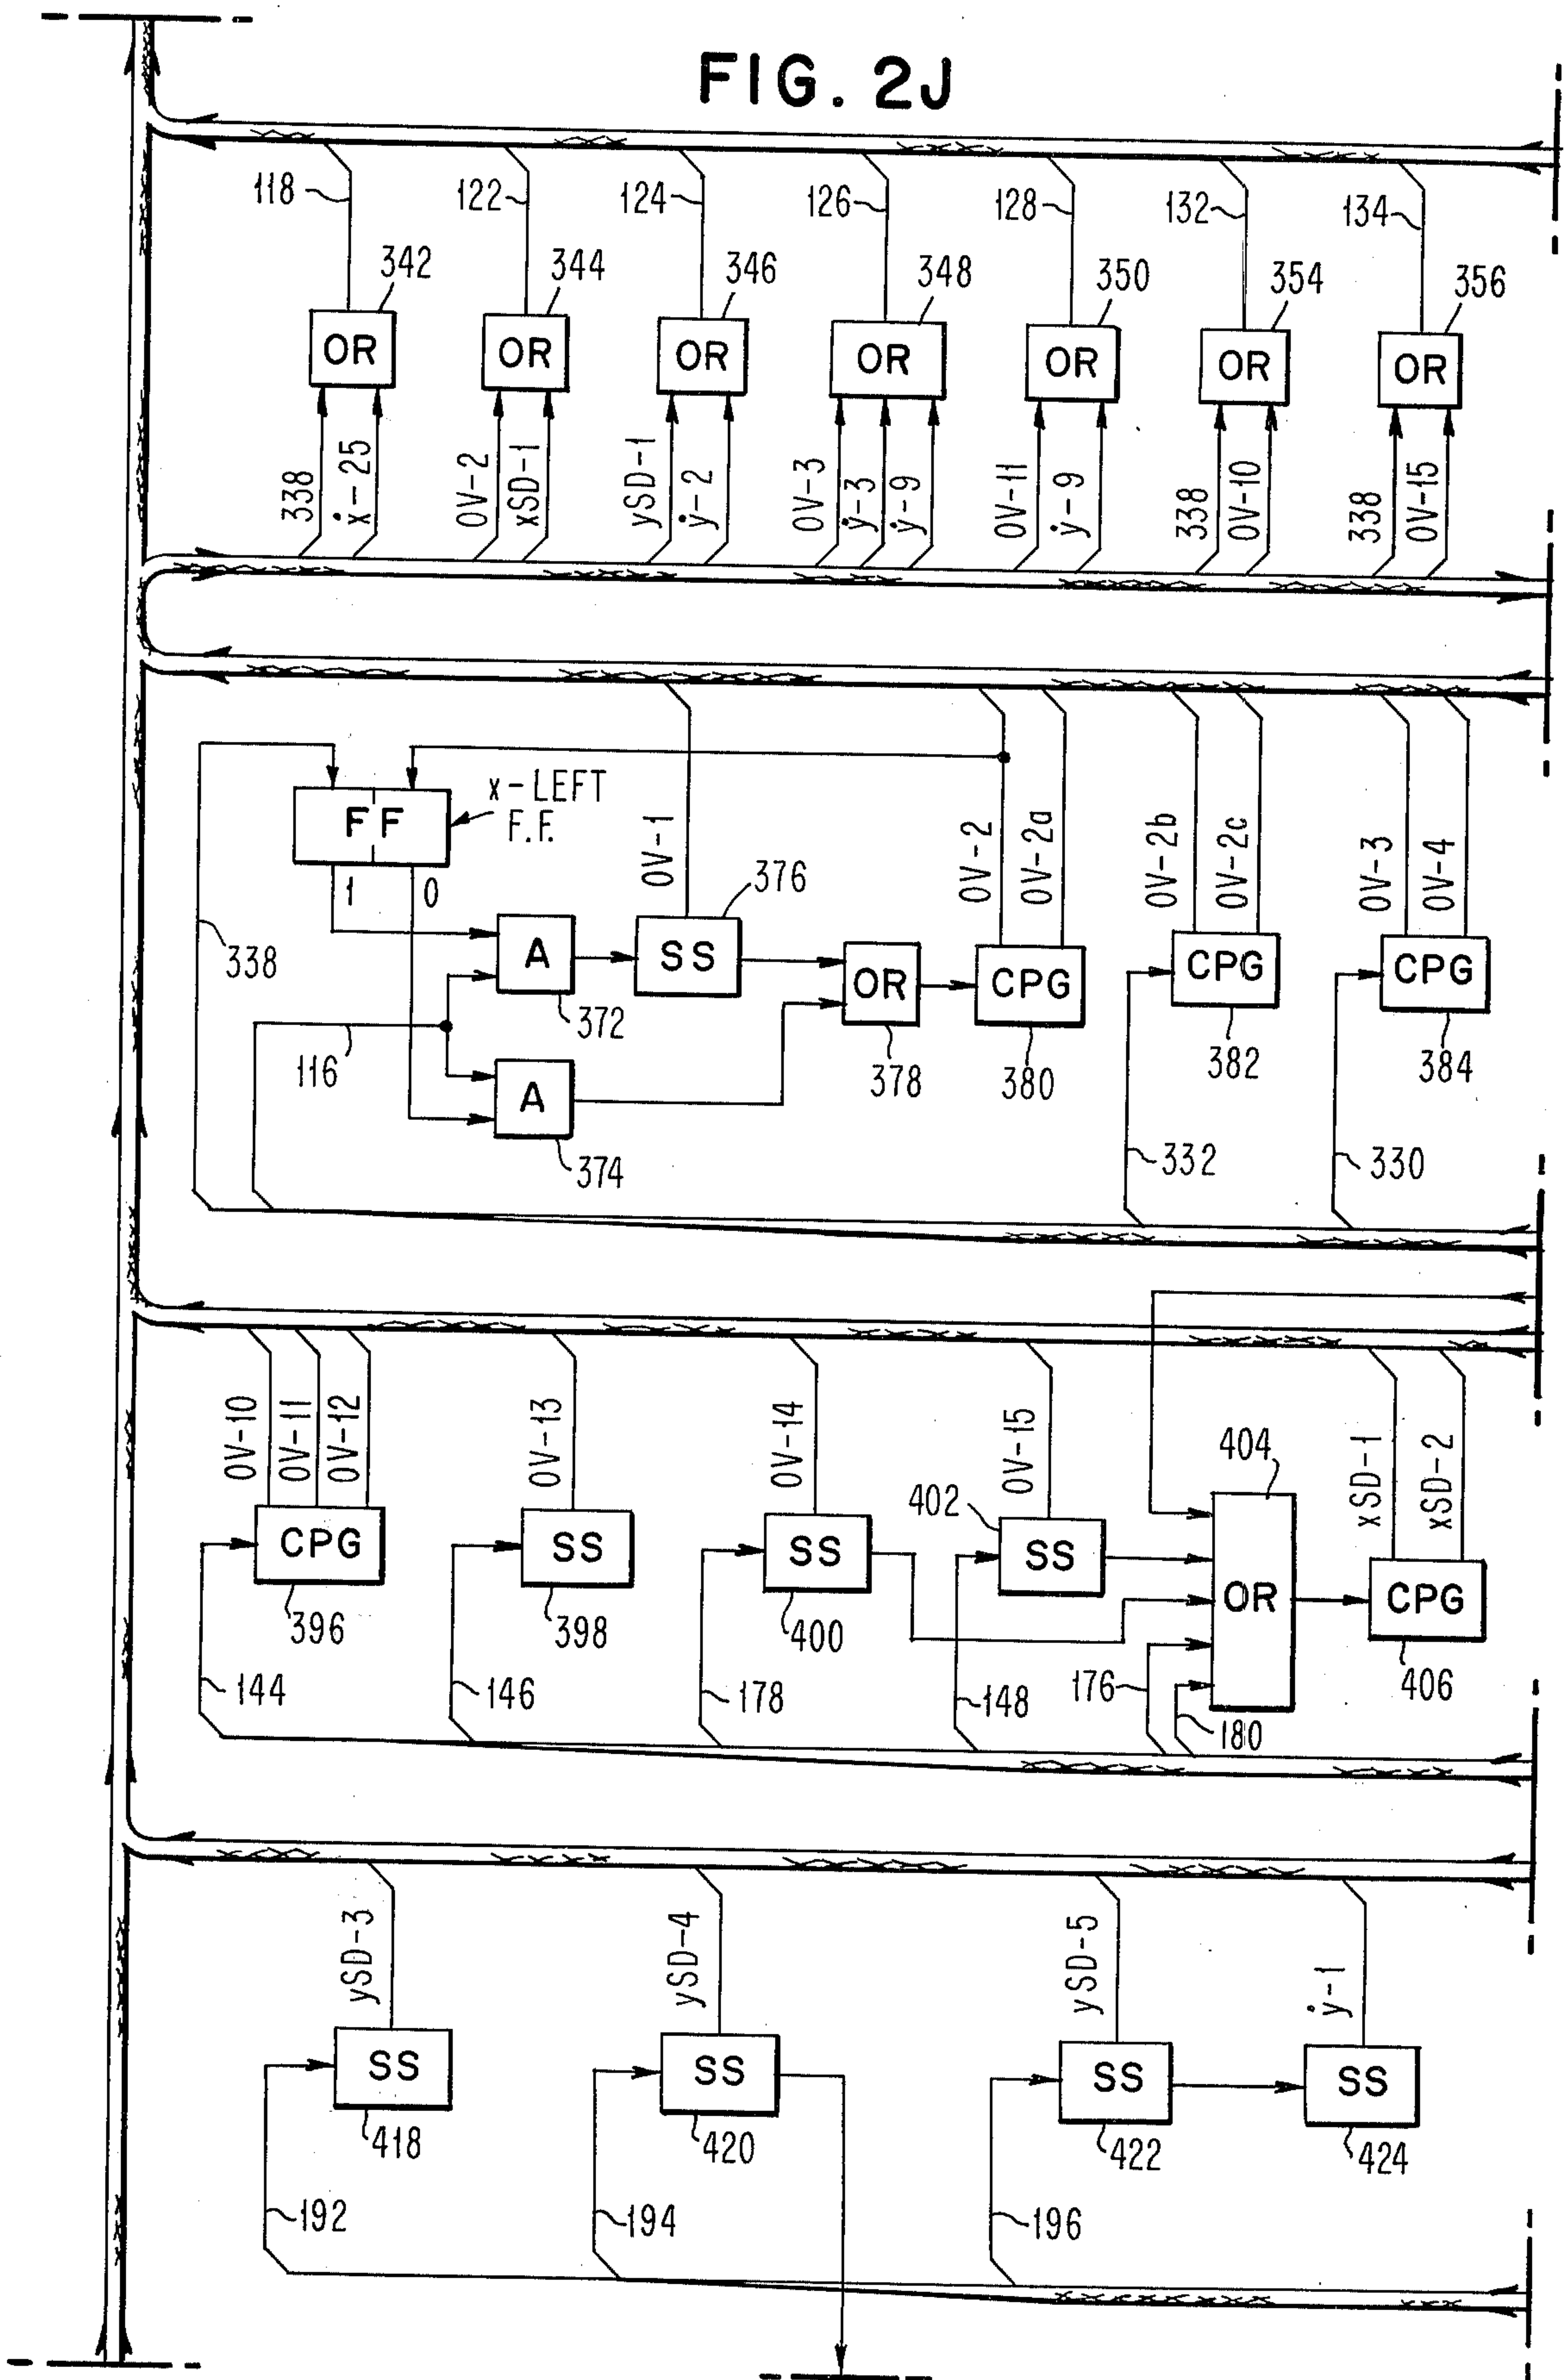 FIG. 2J
118 122 124 126 128 132 134
342 344 346 348 350 354 356
OR OR OR OR OR OR OR
338 ẋ-25 OV-2 xSD-1 ySD-1 ẏ-2 OV-3 ẏ-3 ẏ-9 OV-11 ẏ-9 338 OV-10 338 OV-15
FF x-LEFT F.F.
1 0
OV-1 OV-2 OV-2a OV-2b OV-2c OV-3 OV-4
338 A SS 376 OR CPG CPG CPG
372 378 380 382 384
116 A
374 332 330
OV-10 OV-11 OV-12 OV-13 OV-14 OV-15 404 xSD-1 xSD-2
402
CPG SS SS SS OR CPG
396 398 400 406
144 146 178 148 176 180
ySD-3 ySD-4 ySD-5 ẏ-1
SS SS SS SS
418 420 422 424
192 194 196